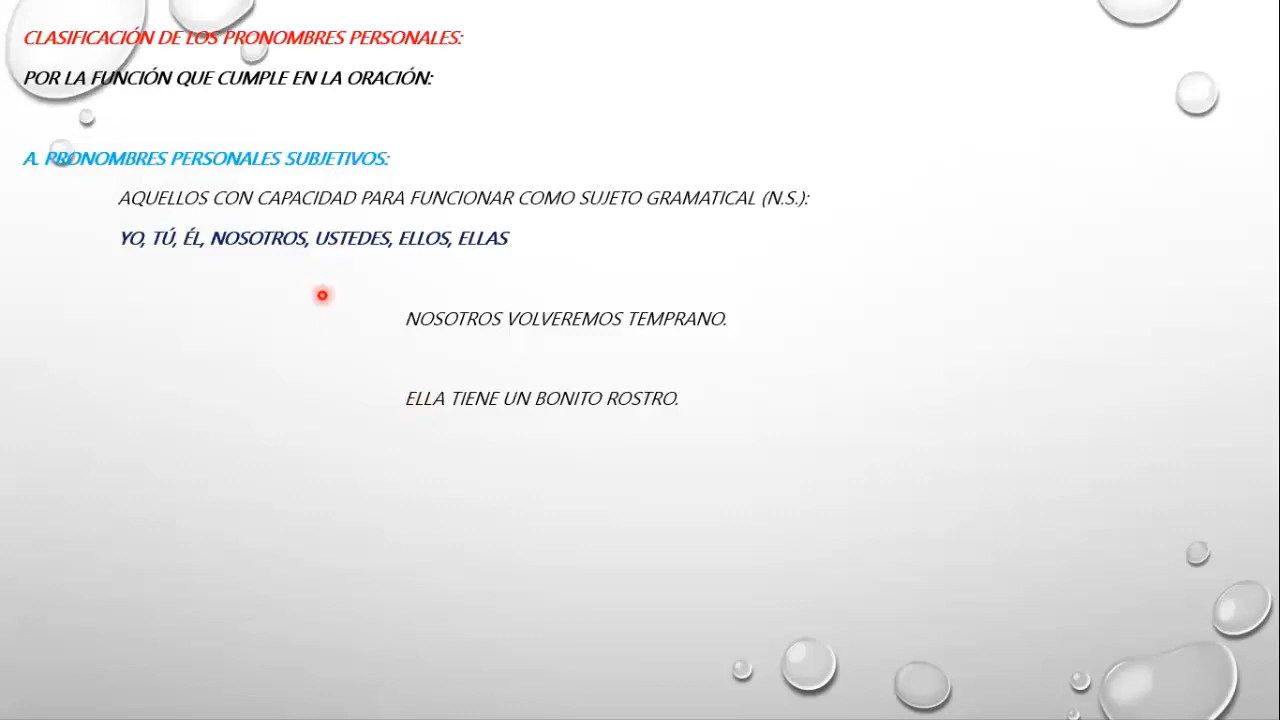 CLASIFICACIÓN DE LOS PRONOMBRES PERSONALES:
POR LA FUNCIÓN QUE CUMPLE EN LA ORACIÓN:
A. PRONOMBRES PERSONALES SUBJETIVOS:
AQUELLOS CON CAPACIDAD PARA FUNCIONAR COMO SUJETO GRAMATICAL (N.S.):
YO, TÚ, ÉL, NOSOTROS, USTEDES, ELLOS, ELLAS
NOSOTROS VOLVEREMOS TEMPRANO.
ELLA TIENE UN BONITO ROSTRO.